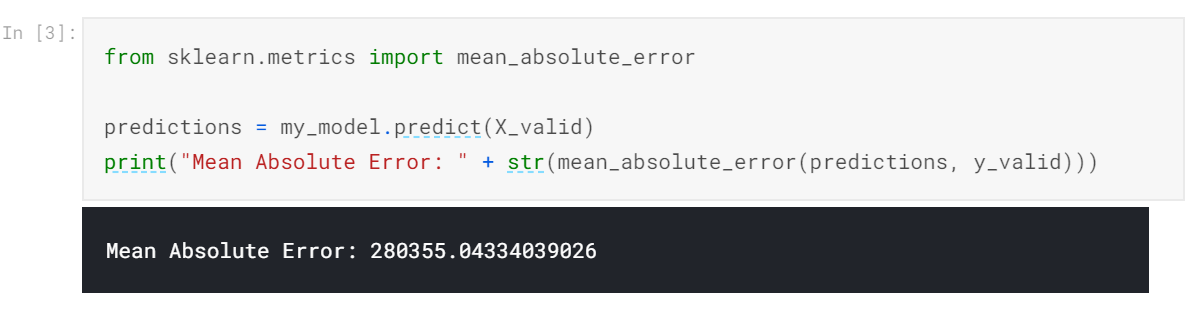 In [3]:
from sklearn.metrics import mean_absolute_error
predictions = my_model.predict(X_valid)
print("Mean Absolute Error: " + str(mean_absolute_error(predictions, y_valid)))
Mean Absolute Error: 280355.04334039026